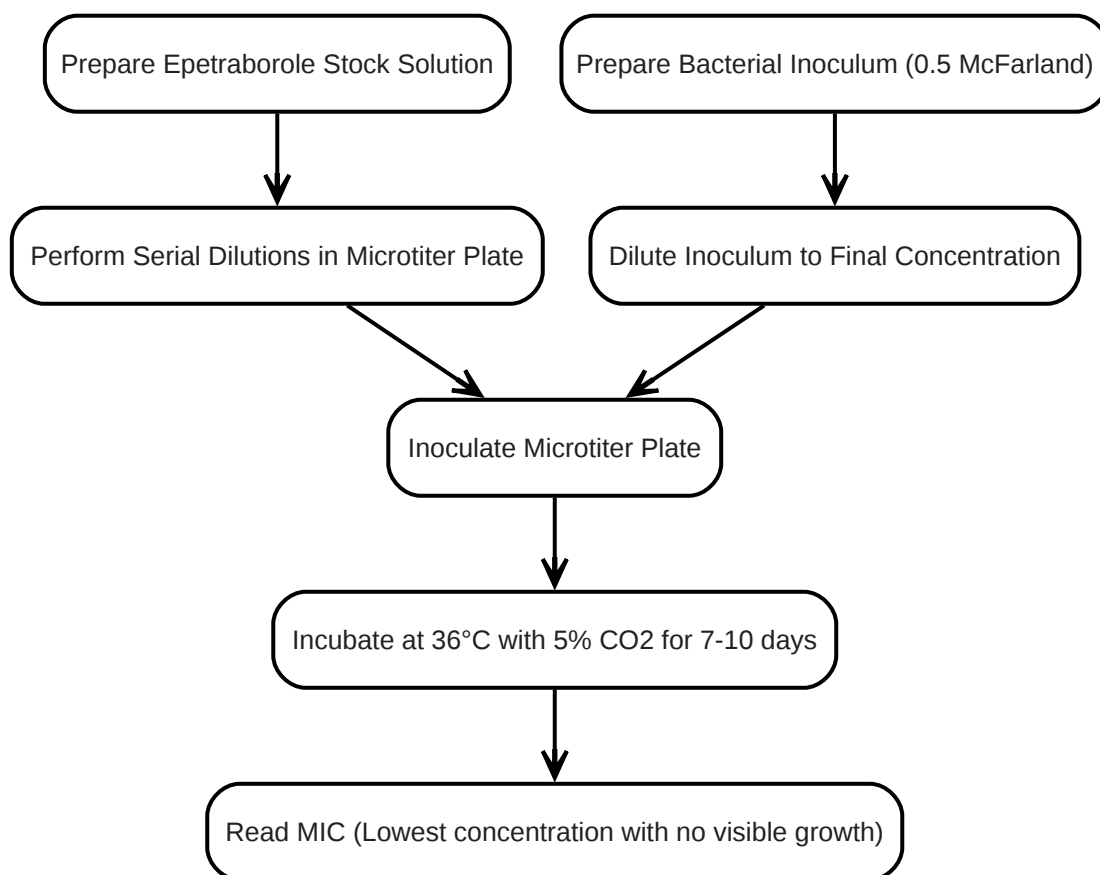 Prepare Epetraborole Stock Solution
Prepare Bacterial Inoculum (0.5 McFarland)
Perform Serial Dilutions in Microtiter Plate
Dilute Inoculum to Final Concentration
Inoculate Microtiter Plate
Incubate at 36°C with 5% CO2 for 7-10 days
Read MIC (Lowest concentration with no visible growth)